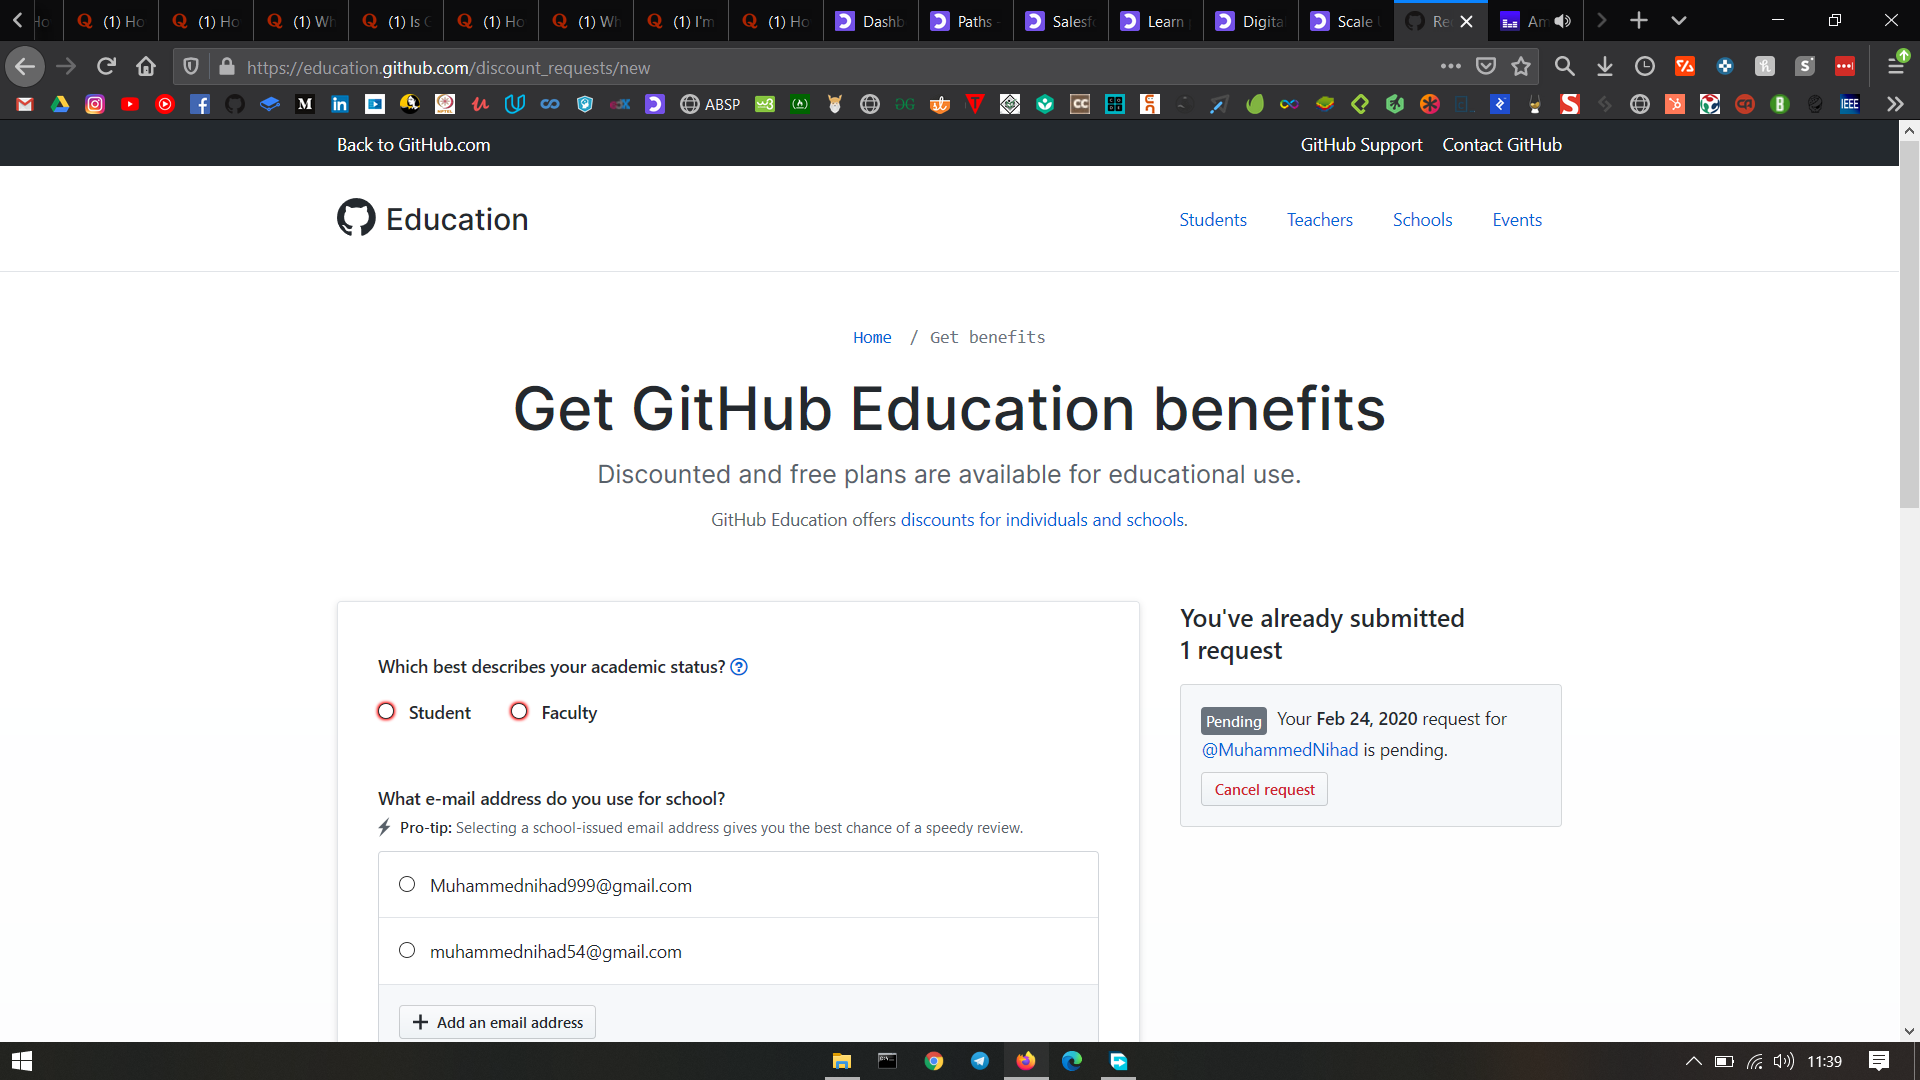 (1) Ho
(1) Ho
(1) Wh
(1) Is
(1) Ho
(1) Wh
(1) I'm
(1) Ho
Dashb
Paths -
Salesf
Learn
Digita
Scale
Re
Am
https://education.github.com/discount_requests/new
ABSP
IEEE
Back to GitHub.com
GitHub Support
Contact GitHub
Education
Students
Teachers
Schools
Events
Home / Get benefits
Get GitHub Education benefits
Discounted and free plans are available for educational use.
GitHub Education offers discounts for individuals and schools.
Which best describes your academic status?
Student
Faculty
What e-mail address do you use for school?
Pro-tip: Selecting a school-issued email address gives you the best chance of a speedy review.
Muhammednihad999@gmail.com
muhammednihad54@gmail.com
Add an email address
You've already submitted
1 request
Pending Your Feb 24, 2020 request for
@MuhammedNihad is pending.
Cancel request
11:39